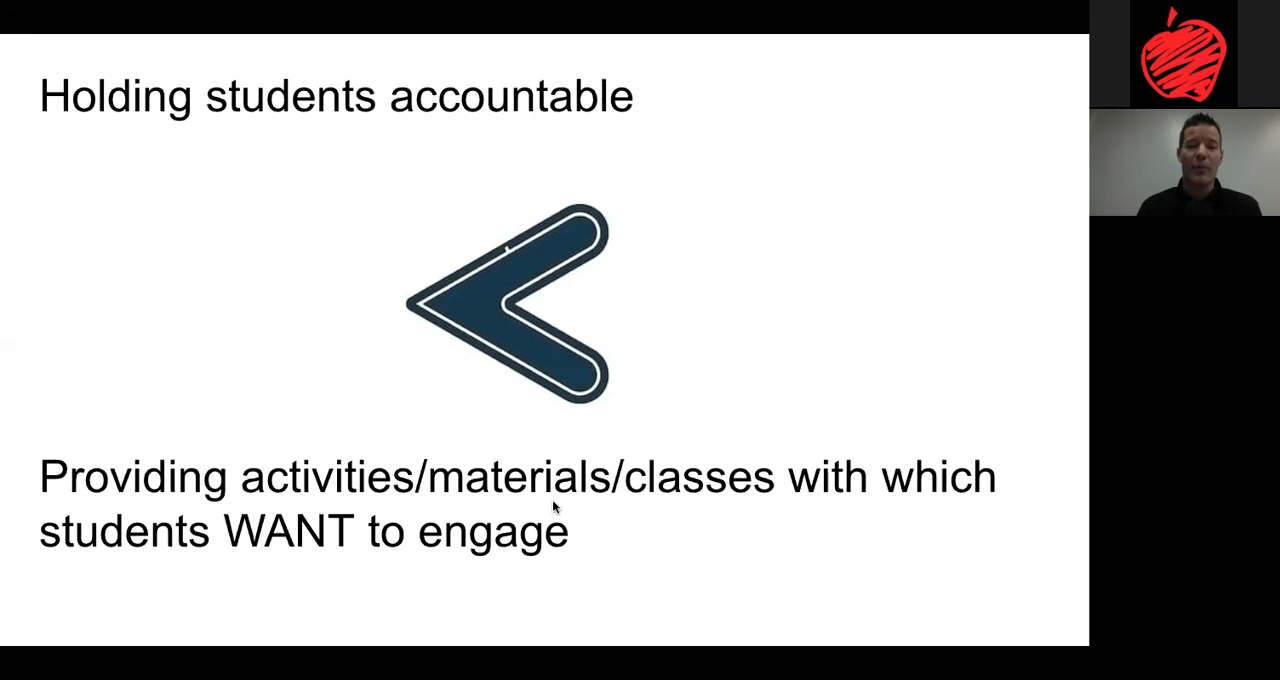 Holding students accountable
Providing activities/materials/classes with which
students WANT to engage